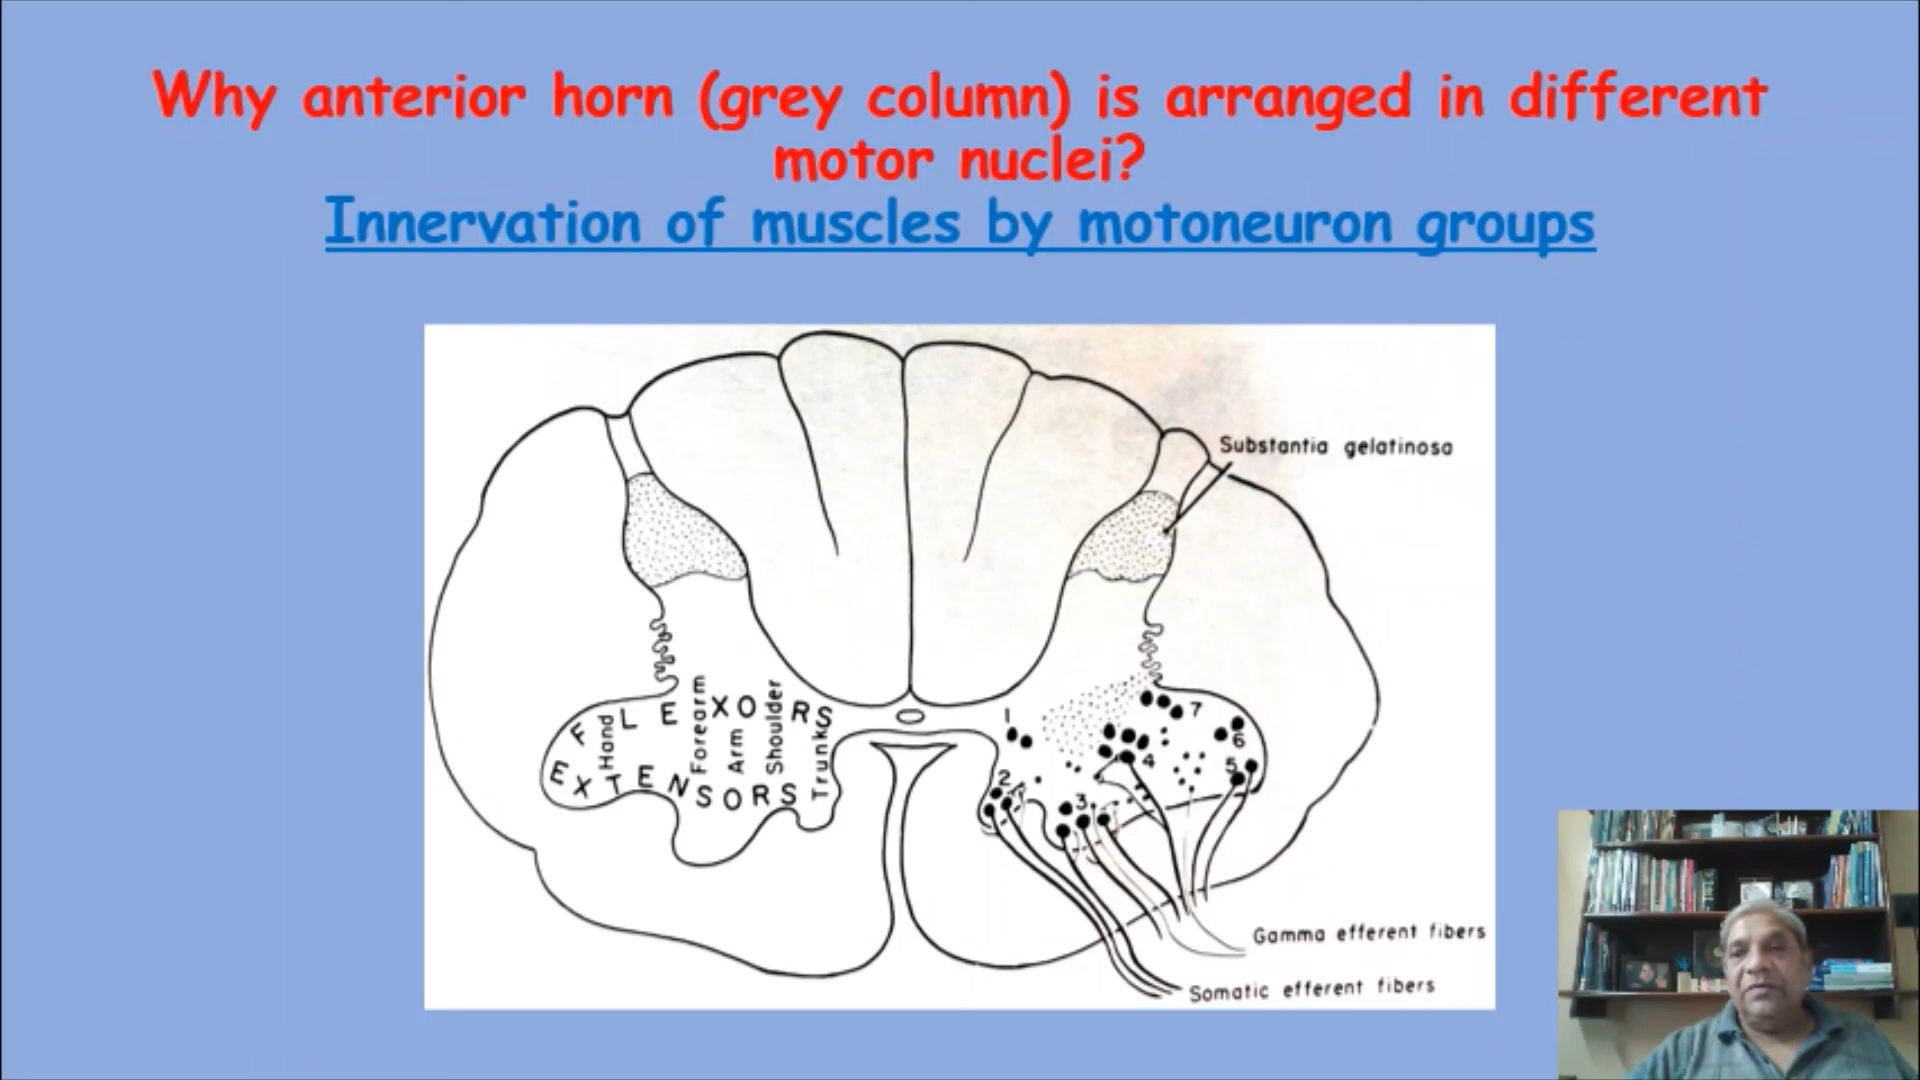 Why anterior horn (grey column) is arranged in different
motor nuclei?
Innervation of muscles by motoneuron groups
Substantia gelatinosa
FLEXORS
Hand
Forearm
Arm
Shoulder
Trunks
EXTENSORS
1
2
3
4
5
6
7
Gamma efferent fibers
Somatic efferent fibers